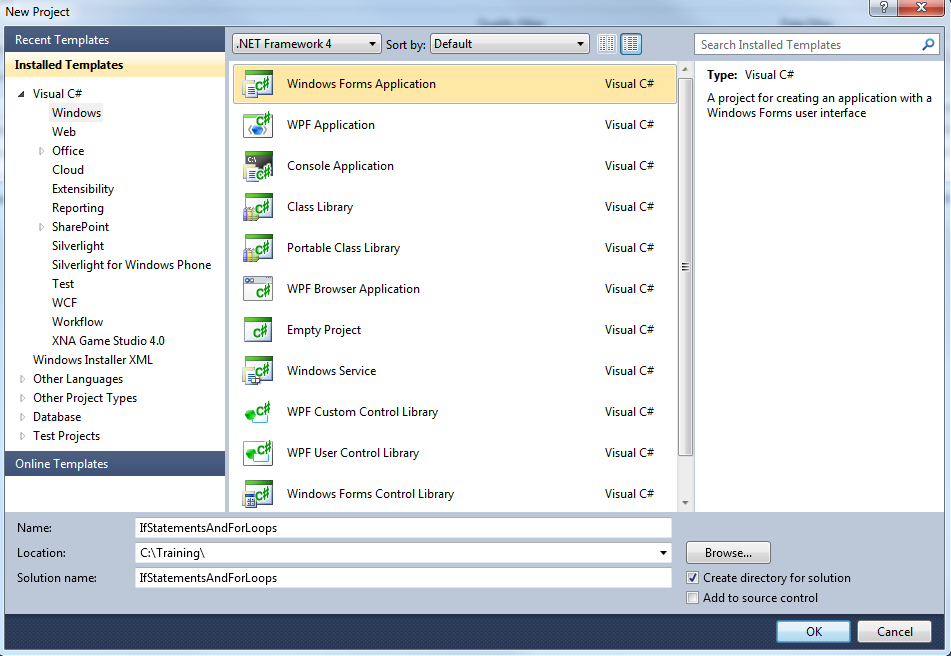 New Project
?
Recent Templates
Installed Templates
Visual C#
Windows
Web
Office
Cloud
Extensibility
Reporting
SharePoint
Silverlight
Silverlight for Windows Phone
Test
WCF
Workflow
XNA Game Studio 4.0
Windows Installer XML
Other Languages
Other Project Types
Database
Test Projects
Online Templates
.NET Framework 4 Sort by: Default
Windows Forms Application Visual C#
WPF Application Visual C#
Console Application Visual C#
Class Library Visual C#
Portable Class Library Visual C#
WPF Browser Application Visual C#
Empty Project Visual C#
Windows Service Visual C#
WPF Custom Control Library Visual C#
WPF User Control Library Visual C#
Windows Forms Control Library Visual C#
Search Installed Templates
Type: Visual C#
A project for creating an application with a
Windows Forms user interface
Name: IfStatementsAndForLoops
Location: C:\Training\ Browse...
Solution name: IfStatementsAndForLoops
Create directory for solution
Add to source control
OK Cancel